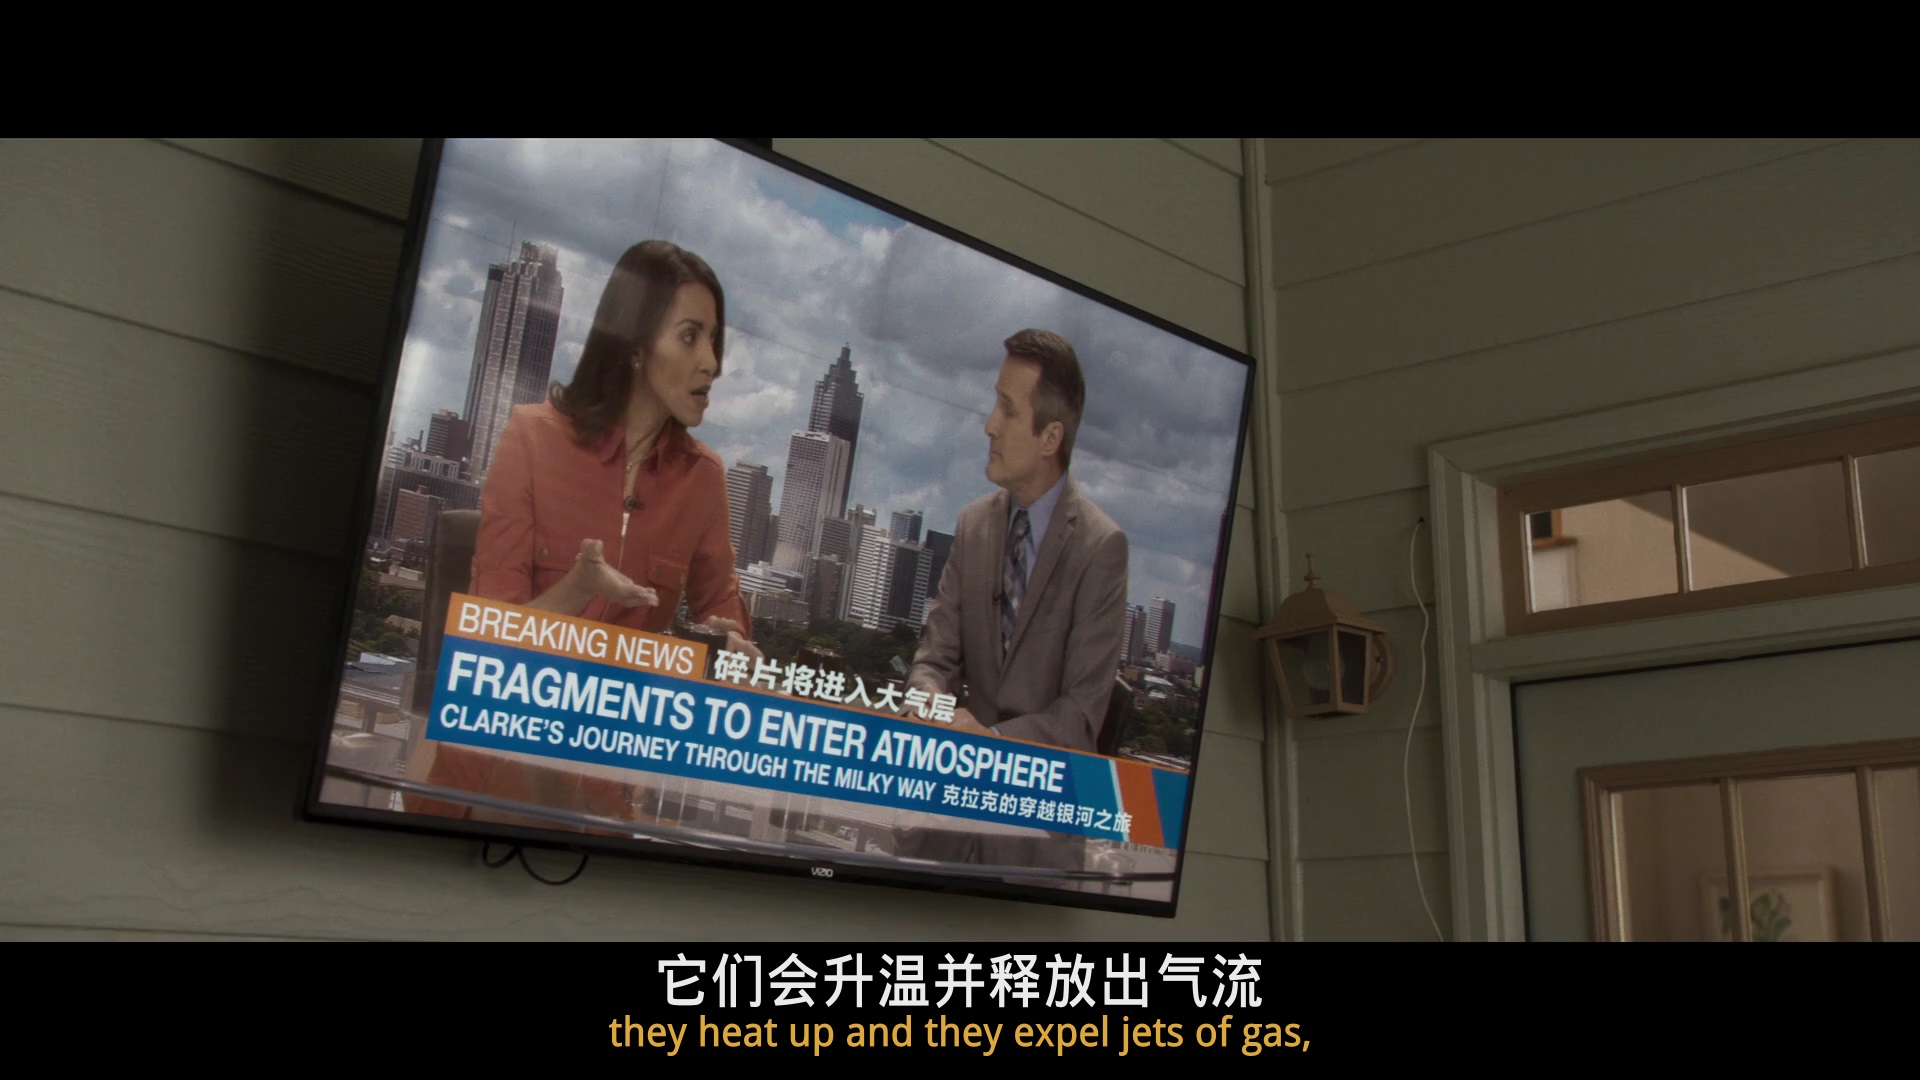 BREAKING NEWS
碎片将进入大气层
FRAGMENTS TO ENTER ATMOSPHERE
CLARKE'S JOURNEY THROUGH THE MILKY WAY
克拉克的穿越银河之旅
VIZIO
它们会升温并释放出气流
they heat up and they expel jets of gas,